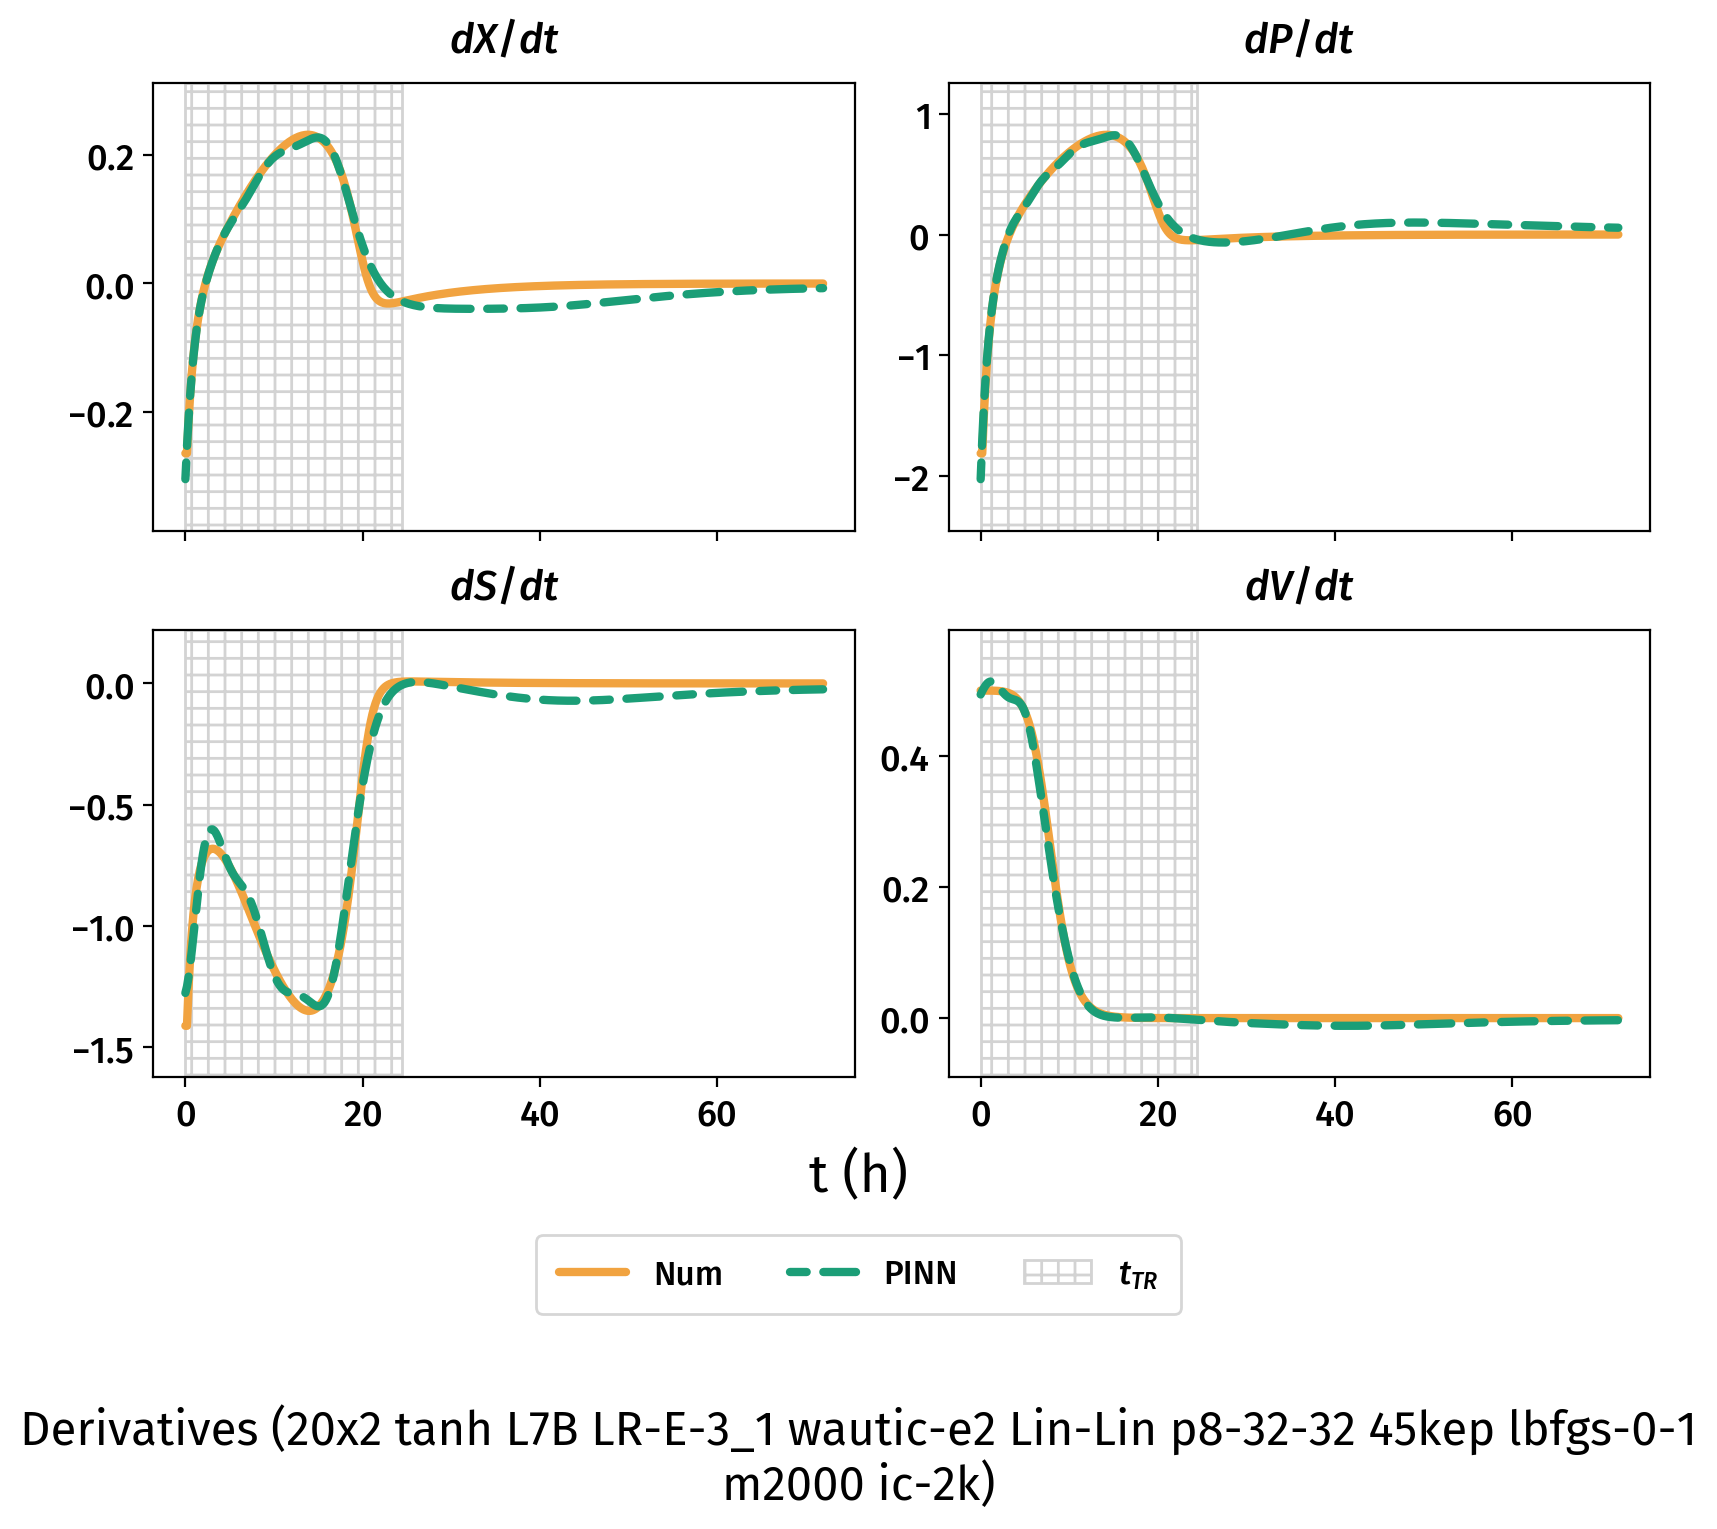 dX/dt
dP/dt
0.2
0.0
−0.2
1
0
−1
−2
dS/dt
dV/dt
0.0
−0.5
−1.0
−1.5
0.4
0.2
0.0
0 20 40 60
0 20 40 60
t (h)
Num PINN t_TR
Derivatives (20x2 tanh L7B LR-E-3_1 wautic-e2 Lin-Lin p8-32-32 45kep lbfgs-0-1
m2000 ic-2k)